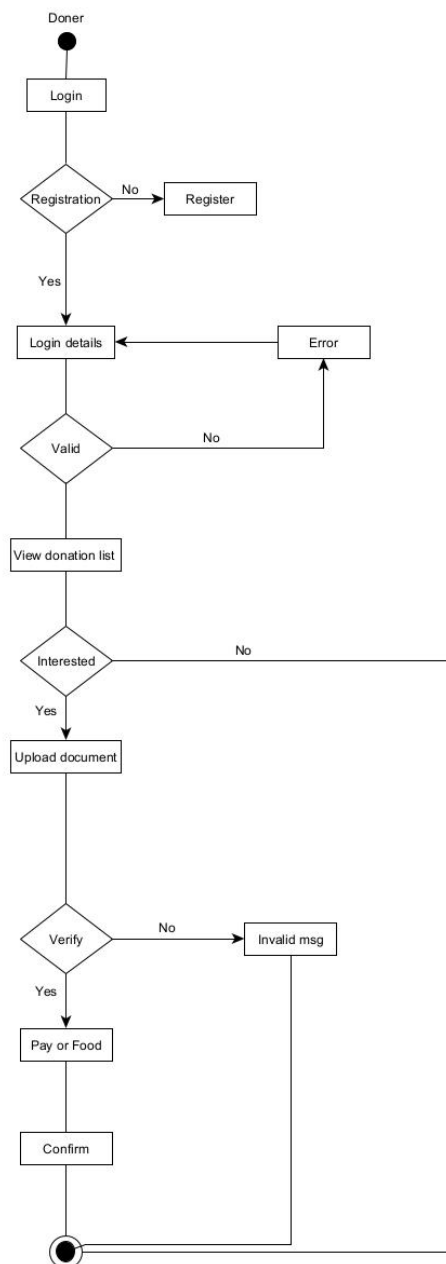 Doner
Login
Registration
No
Register
Yes
Login details
Error
Valid
No
View donation list
Interested
No
Yes
Upload document
Verify
No
Invalid msg
Yes
Pay or Food
Confirm